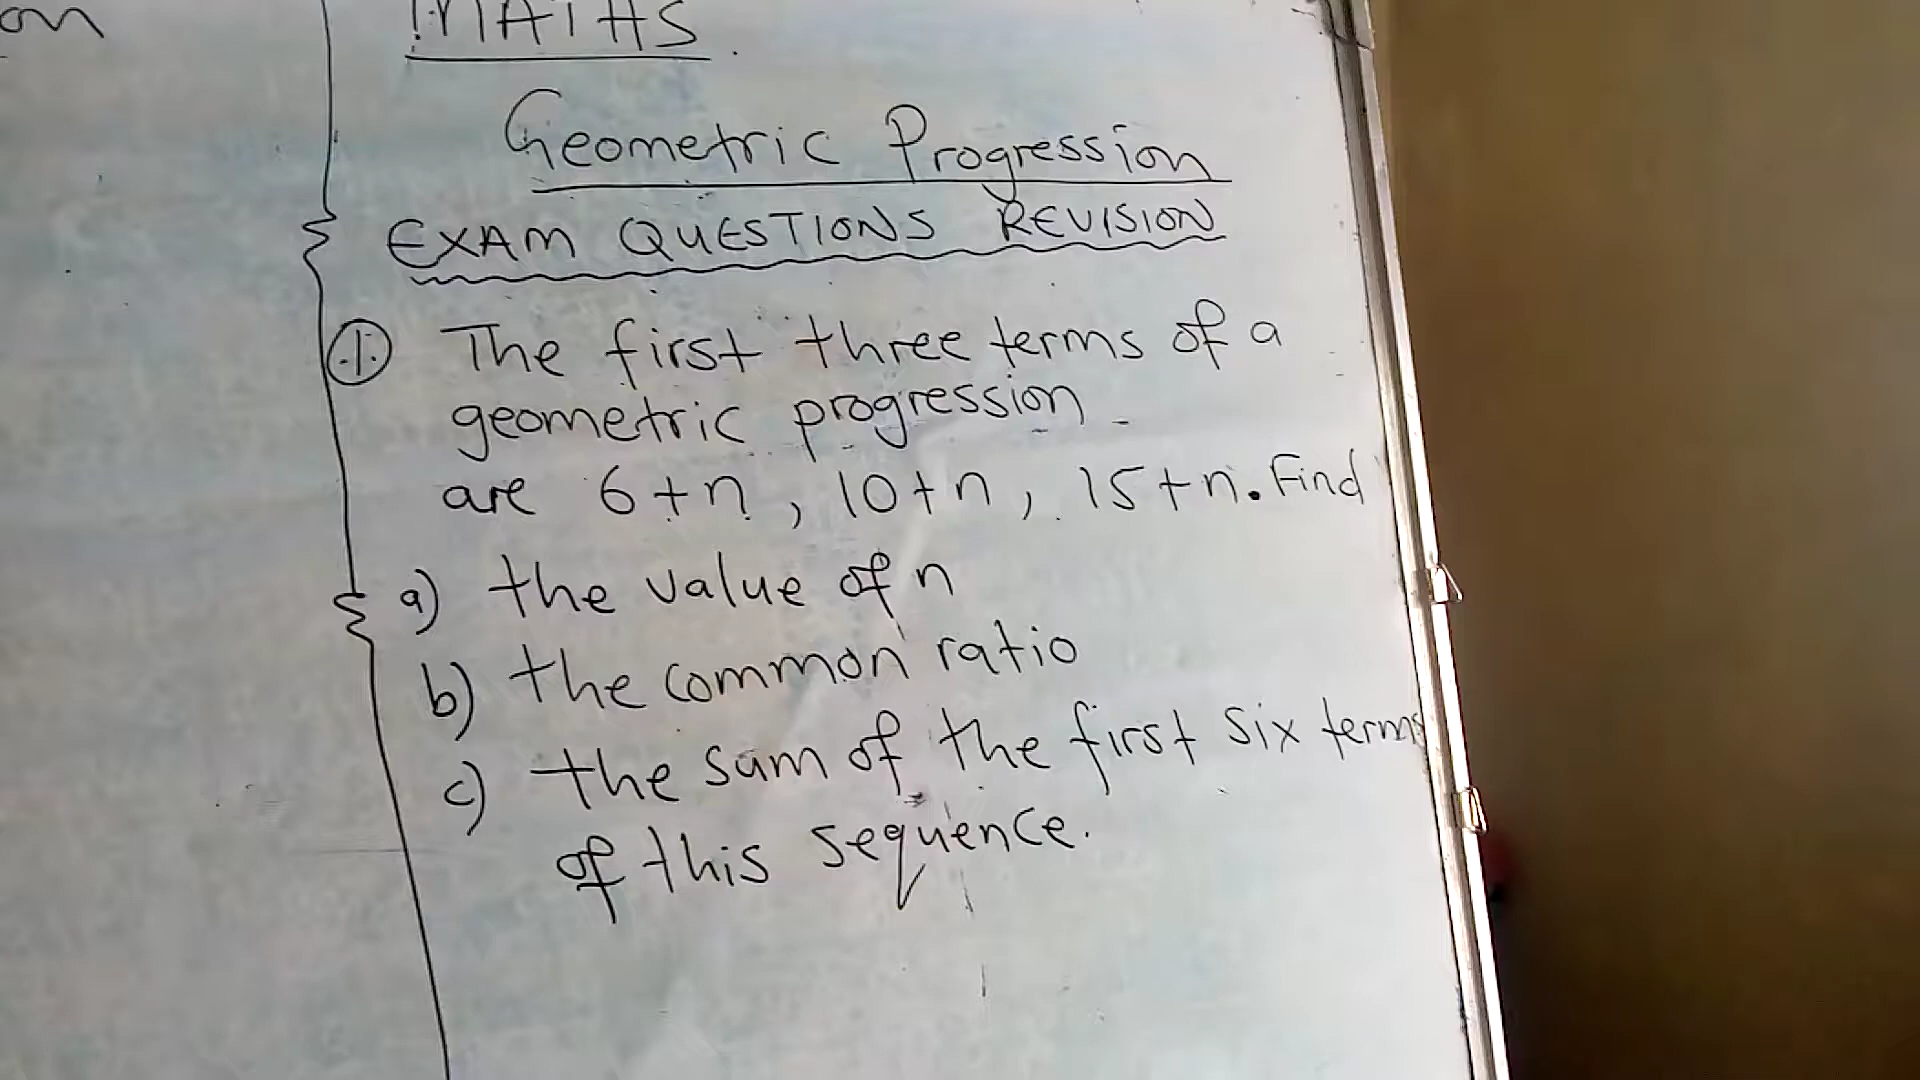 on
MATHS.
Geometric Progression
EXAM QUESTIONS REVISION
1. The first three terms of a
geometric progression
are 6+n, 10+n, 15+n. Find
a) the value of n
b) the common ratio
c) the sum of the first six terms
of this sequence.